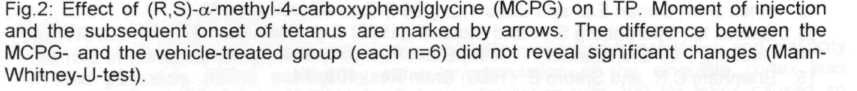 Fig.2: Effect of (R,S)-α-methyl-4-carboxyphenylglycine (MCPG) on LTP. Moment of injection
and the subsequent onset of tetanus are marked by arrows. The difference between the
MCPG- and the vehicle-treated group (each n=6) did not reveal significant changes (Mann-
Whitney-U-test).